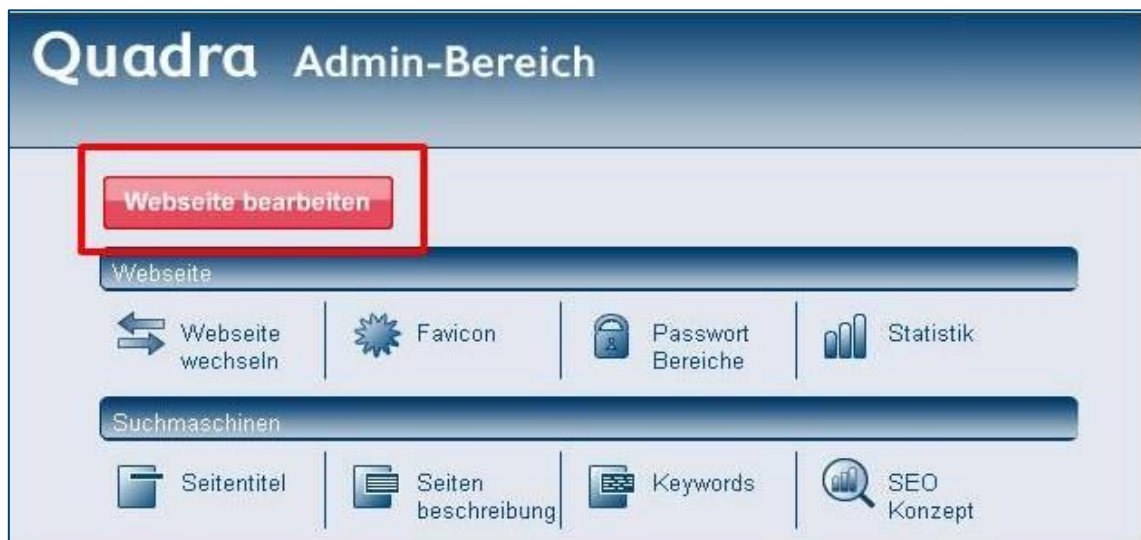 Quadra Admin-Bereich
Webseite bearbeiten
Webseite
Webseite
wechseln
Favicon
Passwort
Bereiche
Statistik
Suchmaschinen
Seitentitel
Seiten
beschreibung
Keywords
SEO
Konzept